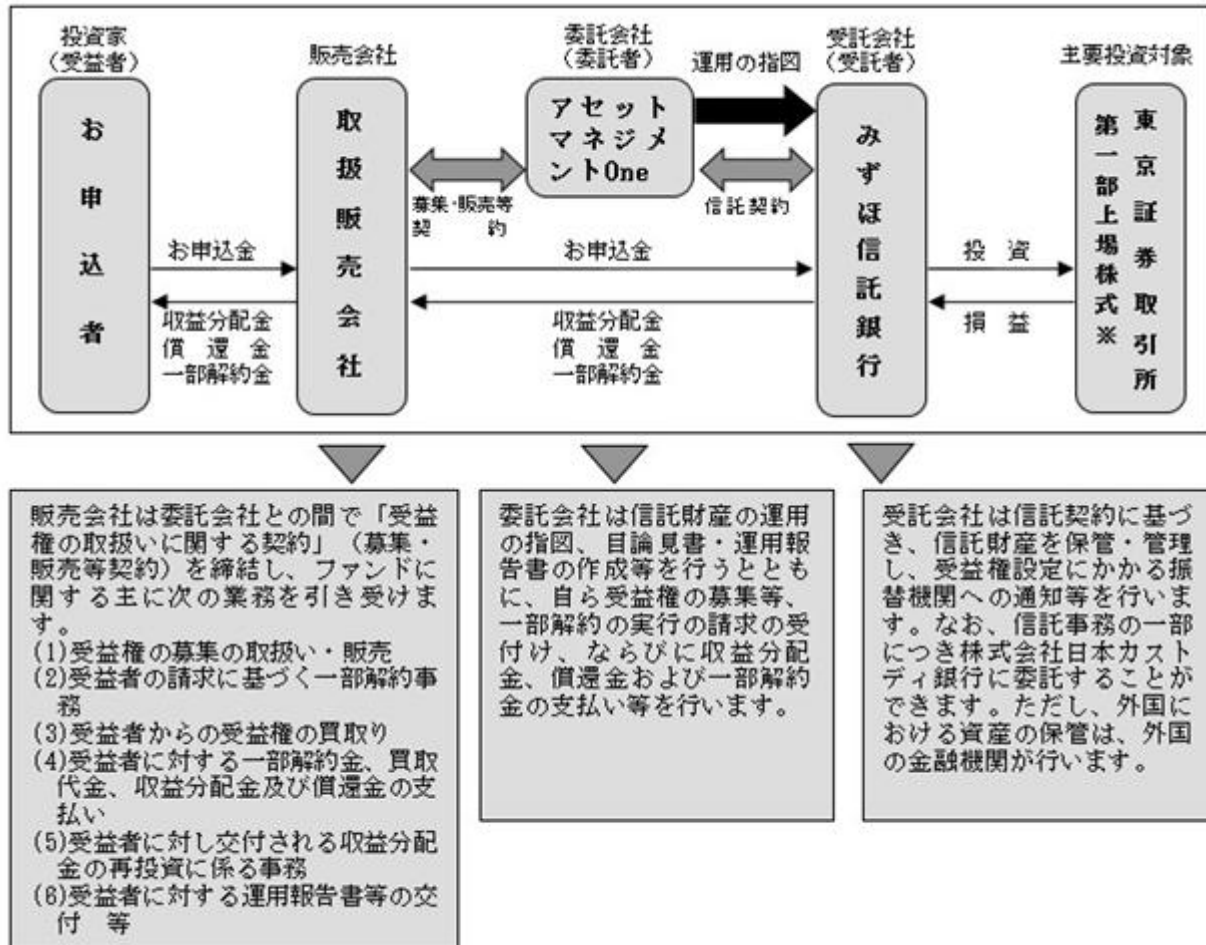 投資家
（受益者）
お申込者
販売会社
取扱販売会社
委託会社
（委託者）
アセット
マネジメ
ントOne
運用の指図
受託会社
（受託者）
みずほ信託銀行
主要投資対象
東京証券取引所
第一部上場株式※
募集・販売等
契　約
信託契約
お申込金
収益分配金
償　還　金
一部解約金
お申込金
収益分配金
償　還　金
一部解約金
投　資
損　益
販売会社は委託会社との間で「受益
権の取扱いに関する契約」（募集・
販売等契約）を締結し、ファンドに
関する主に次の業務を引き受けま
す。
(1)受益権の募集の取扱い・販売
(2)受益者の請求に基づく一部解約事
務
(3)受益者からの受益権の買取り
(4)受益者に対する一部解約金、買取
代金、収益分配金及び償還金の支
払い
(5)受益者に対し交付される収益分配
金の再投資に係る事務
(6)受益者に対する運用報告書等の交
付　等
委託会社は信託財産の運用
の指図、目論見書・運用報
告書の作成等を行うととも
に、自ら受益権の募集等、
一部解約の実行の請求の受
付け、ならびに収益分配
金、償還金および一部解約
金の支払い等を行います。
受託会社は信託契約に基づ
き、信託財産を保管・管理
し、受益権設定にかかる振
替機関への通知等を行いま
す。なお、信託事務の一部
につき株式会社日本カスト
ディ銀行に委託することが
できます。ただし、外国に
おける資産の保管は、外国
の金融機関が行います。